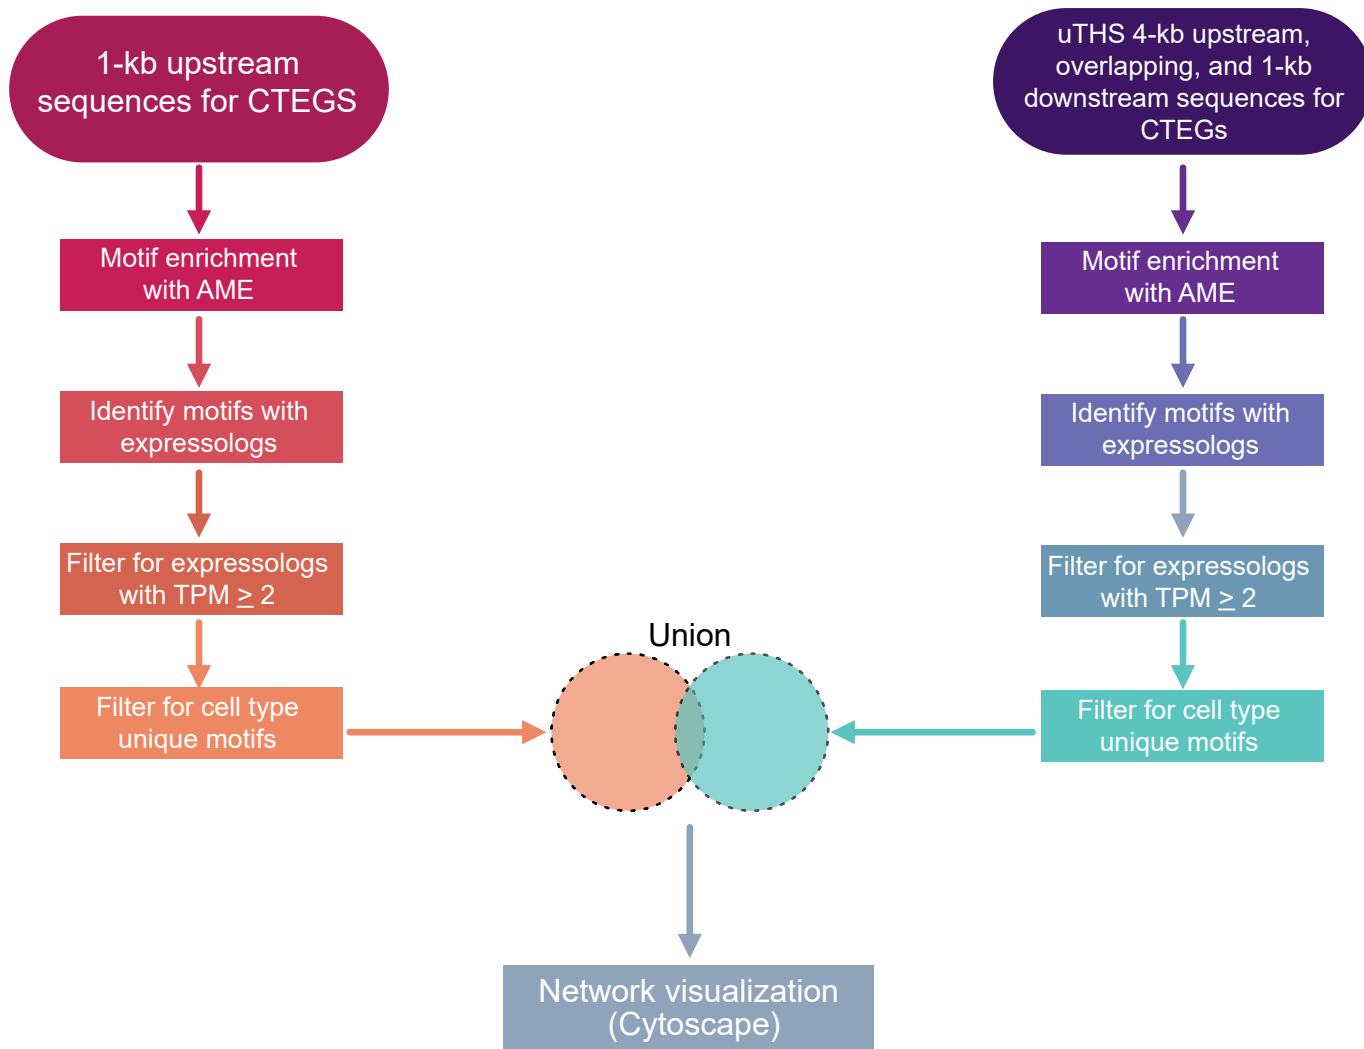 1-kb upstream
sequences for CTEGS
Motif enrichment
with AME
Identify motifs with
expressologs
Filter for expressologs
with TPM ≥ 2
Filter for cell type
unique motifs
uTHS 4-kb upstream,
overlapping, and 1-kb
downstream sequences for
CTEGs
Motif enrichment
with AME
Identify motifs with
expressologs
Filter for expressologs
with TPM ≥ 2
Filter for cell type
unique motifs
Union
Network visualization
(Cytoscape)